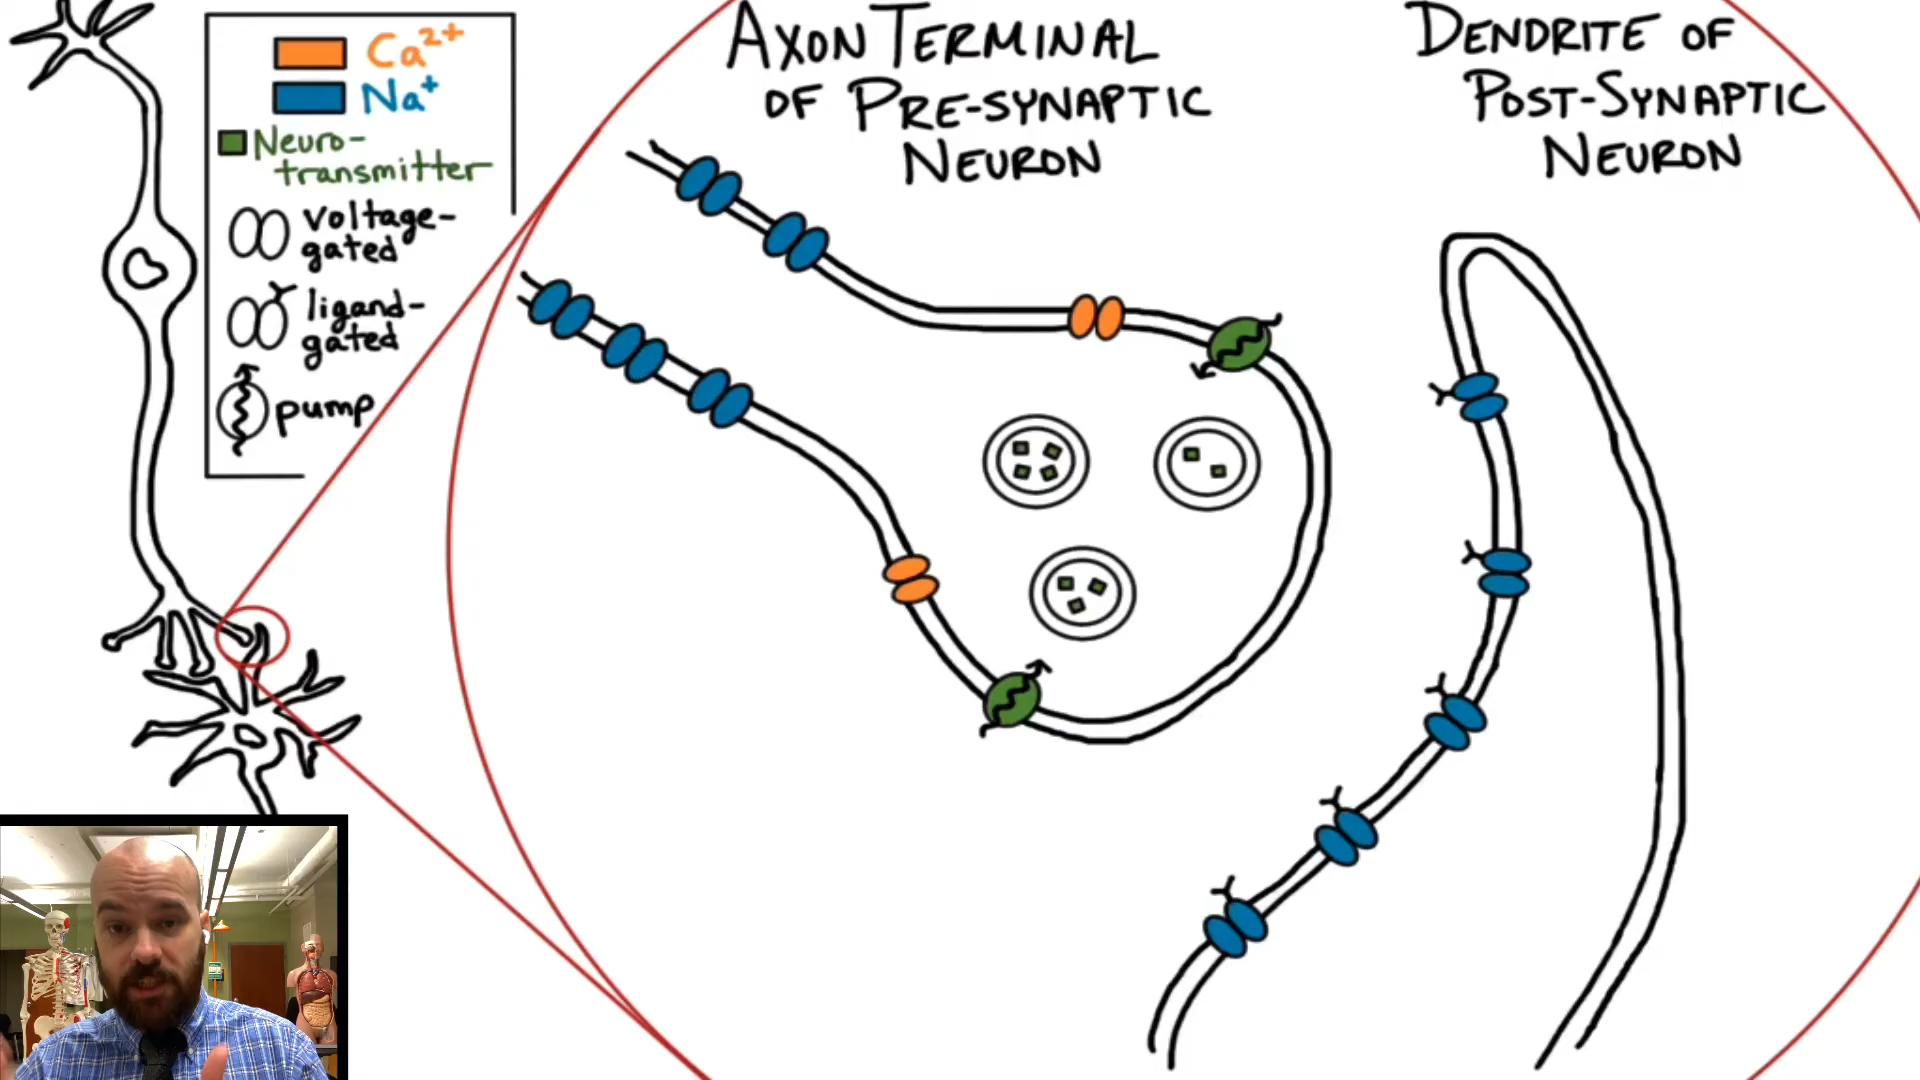 Ca²⁺
Na⁺
Neuro-
transmitter
voltage-
gated
ligand-
gated
pump
AXON TERMINAL
OF PRE-SYNAPTIC
NEURON
DENDRITE OF
POST-SYNAPTIC
NEURON